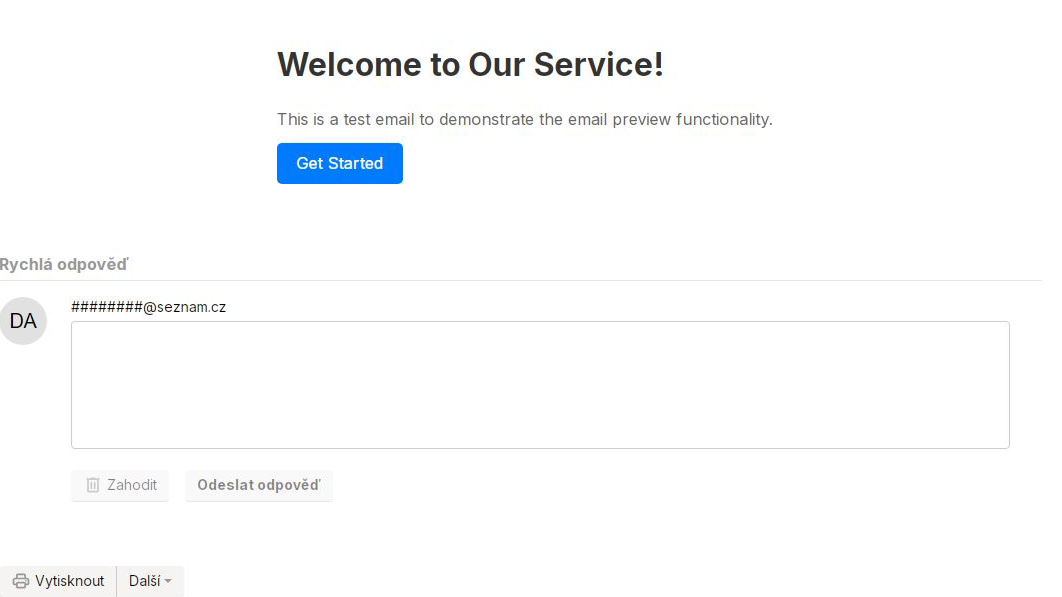 Welcome to Our Service!
This is a test email to demonstrate the email preview functionality.
Get Started
Rychlá odpověď
DA
########@seznam.cz
Zahodit
Odeslat odpověď
Vytisknout
Další